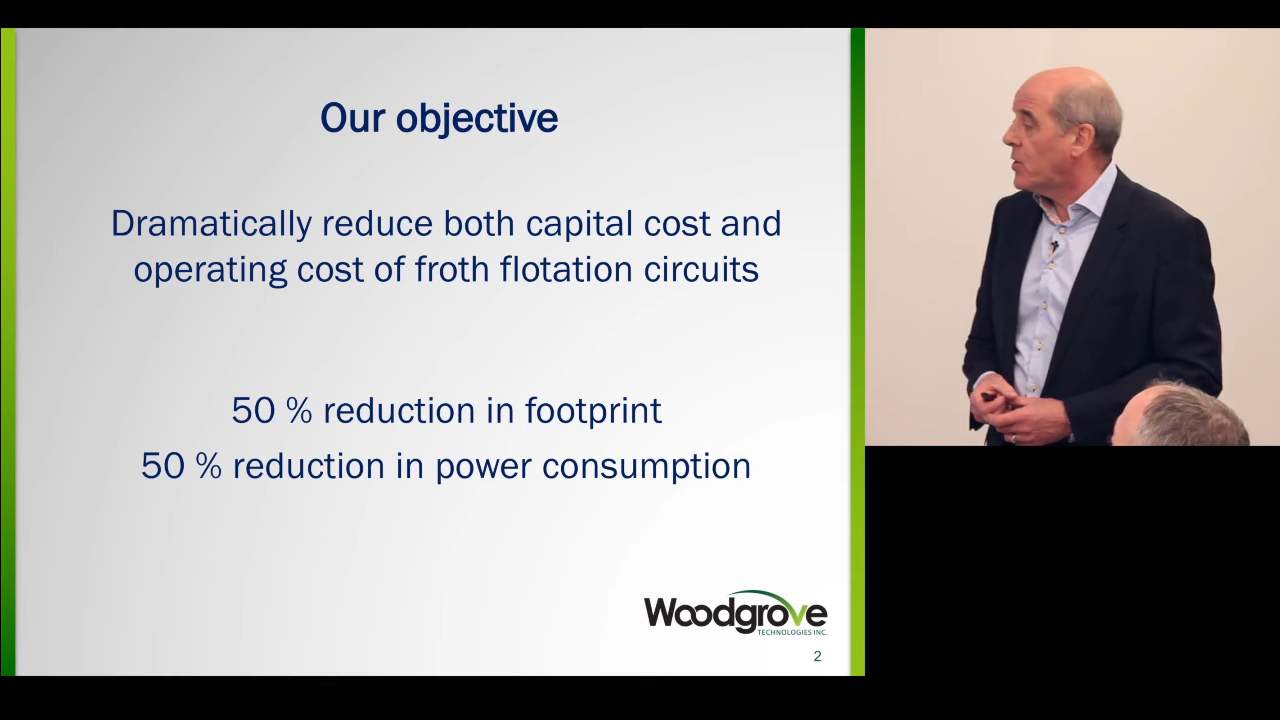 Our objective
Dramatically reduce both capital cost and
operating cost of froth flotation circuits
50 % reduction in footprint
50 % reduction in power consumption
Woodgrove
TECHNOLOGIES INC.
2